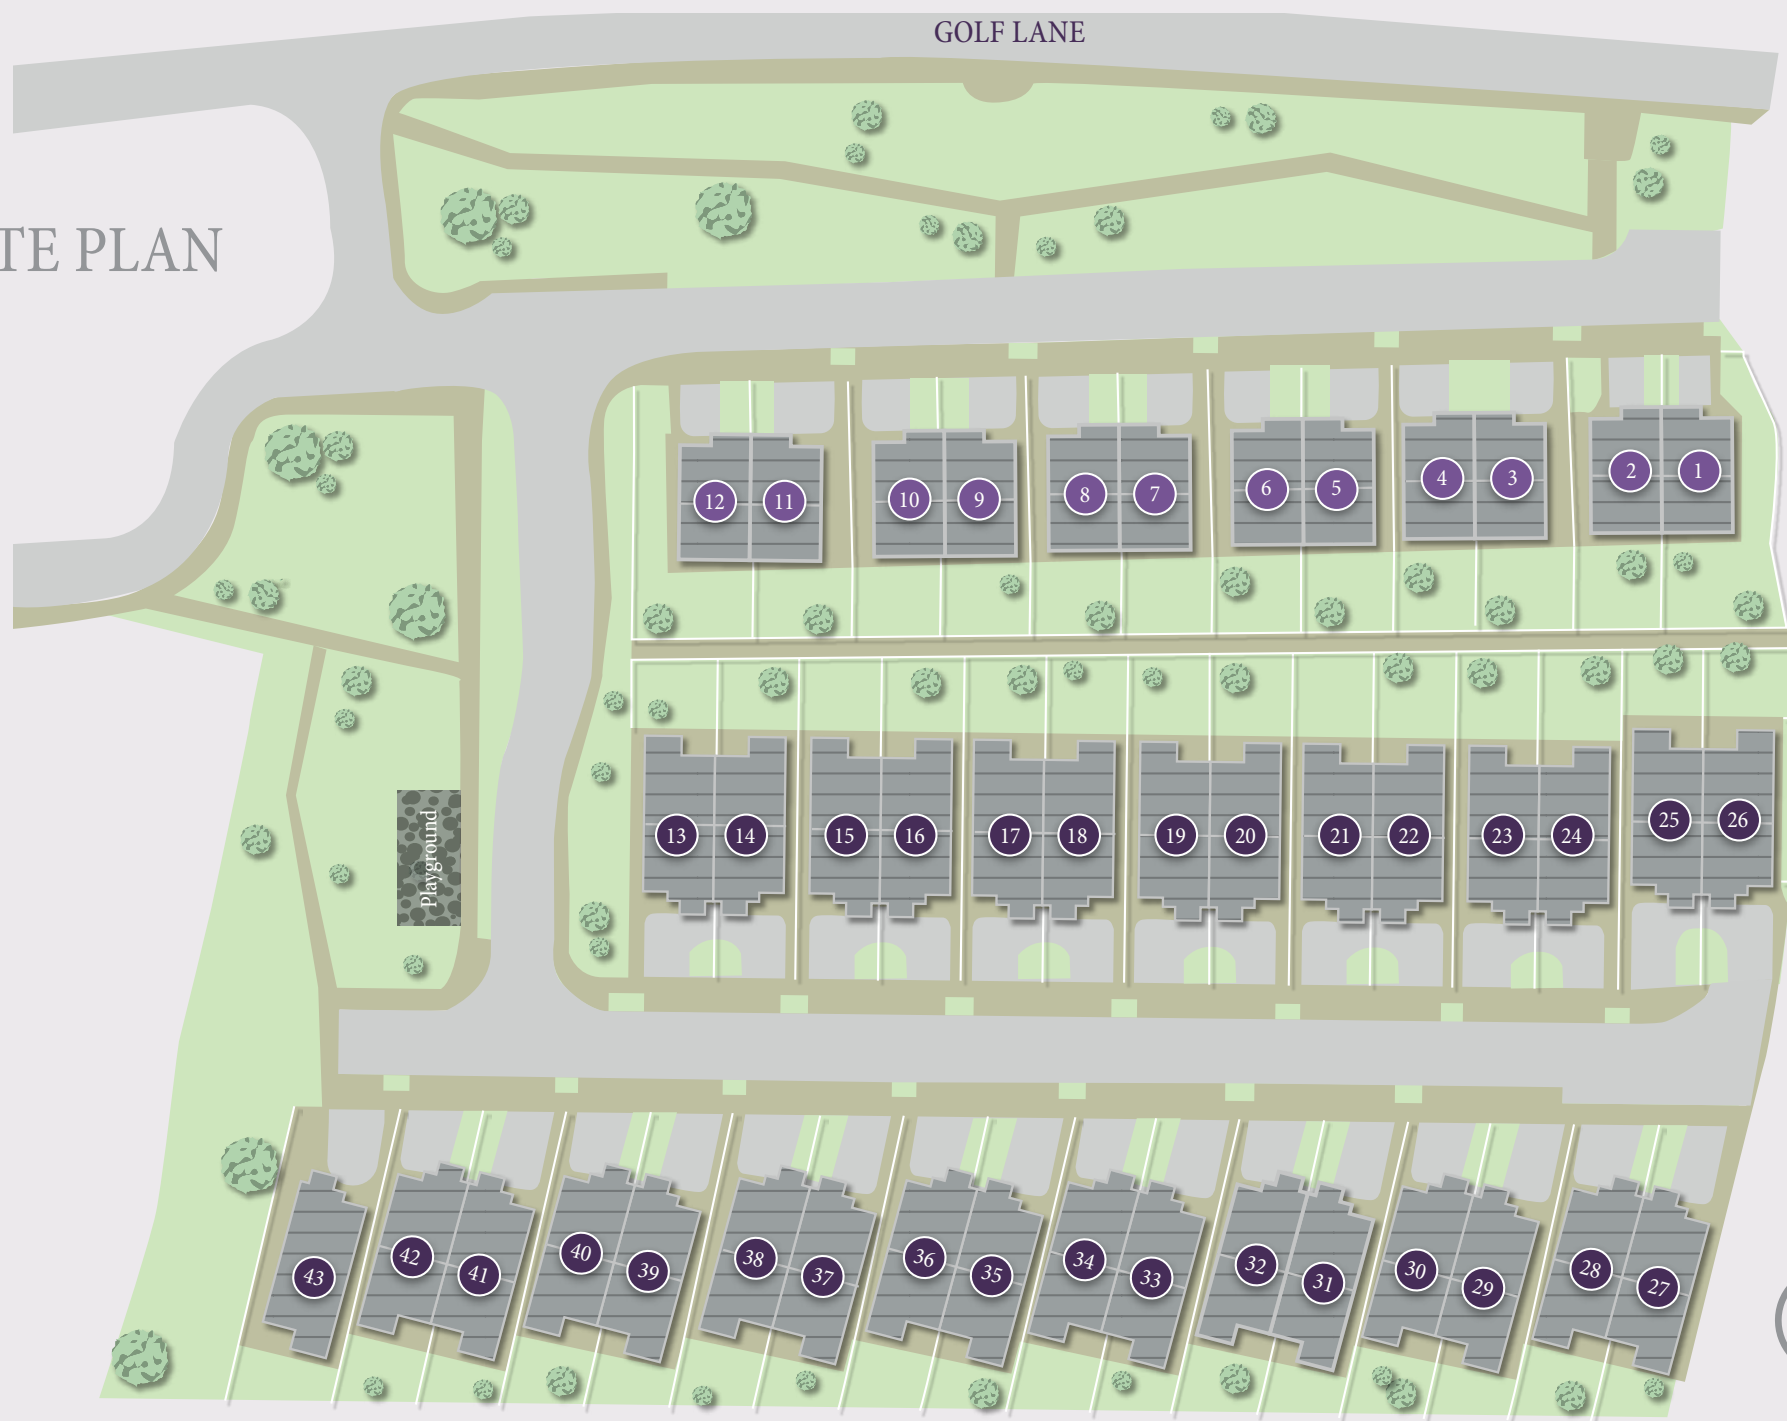 GOLF LANE
TE PLAN
12 11 10 9 8 7 6 5 4 3 2 1
13 14 15 16 17 18 19 20 21 22 23 24 25 26
Playground
43 42 41 40 39 38 37 36 35 34 33 32 31 30 29 28 27